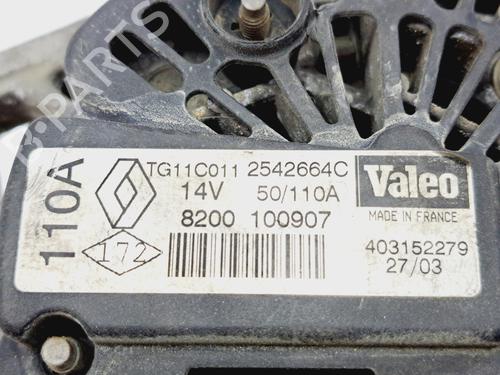 110A
TG11C011 2542664C
14V 50/110A
8200 100907
172
Valeo
MADE IN FRANCE
403152279
27/03
B-PARTS